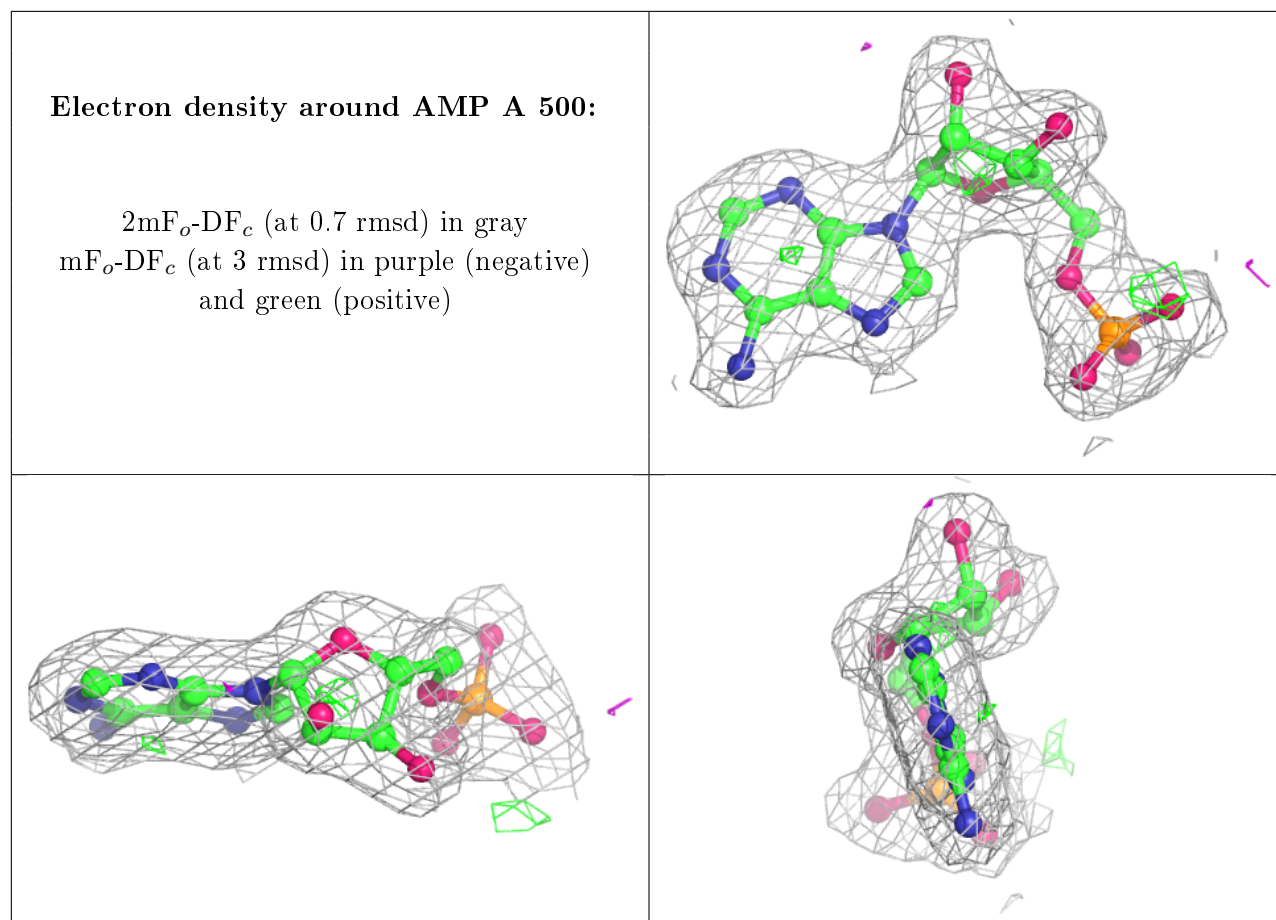 Electron density around AMP A 500:
2mFo-DFc (at 0.7 rmsd) in gray
mFo-DFc (at 3 rmsd) in purple (negative)
and green (positive)